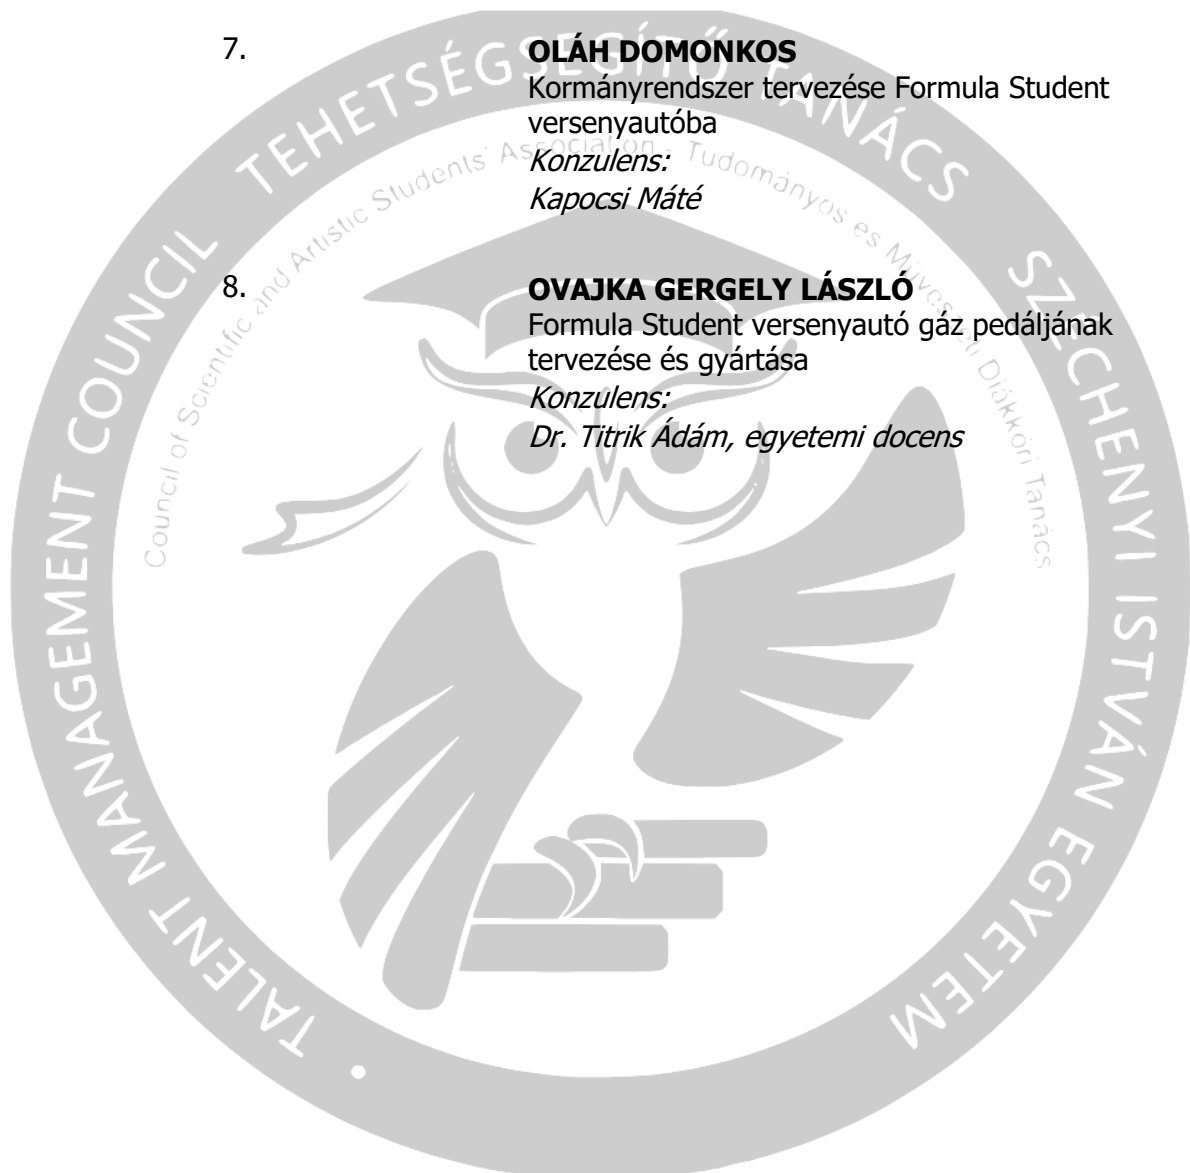 7.
OLÁH DOMONKOS
Kormányrendszer tervezése Formula Student
versenyautóba
Konzulens:
Kapocsi Máté
8.
OVAJKA GERGELY LÁSZLÓ
Formula Student versenyautó gáz pedáljának
tervezése és gyártása
Konzulens:
Dr. Titrik Ádám, egyetemi docens
TEHETSÉGSEGÍTŐ TANÁCS SZÉCHENYI ISTVÁN EGYETEM • TALENT MANAGEMENT COUNCIL
Council of Scientific and Artistic Students' Association - Tudományos és Művészeti Diákköri Tanács